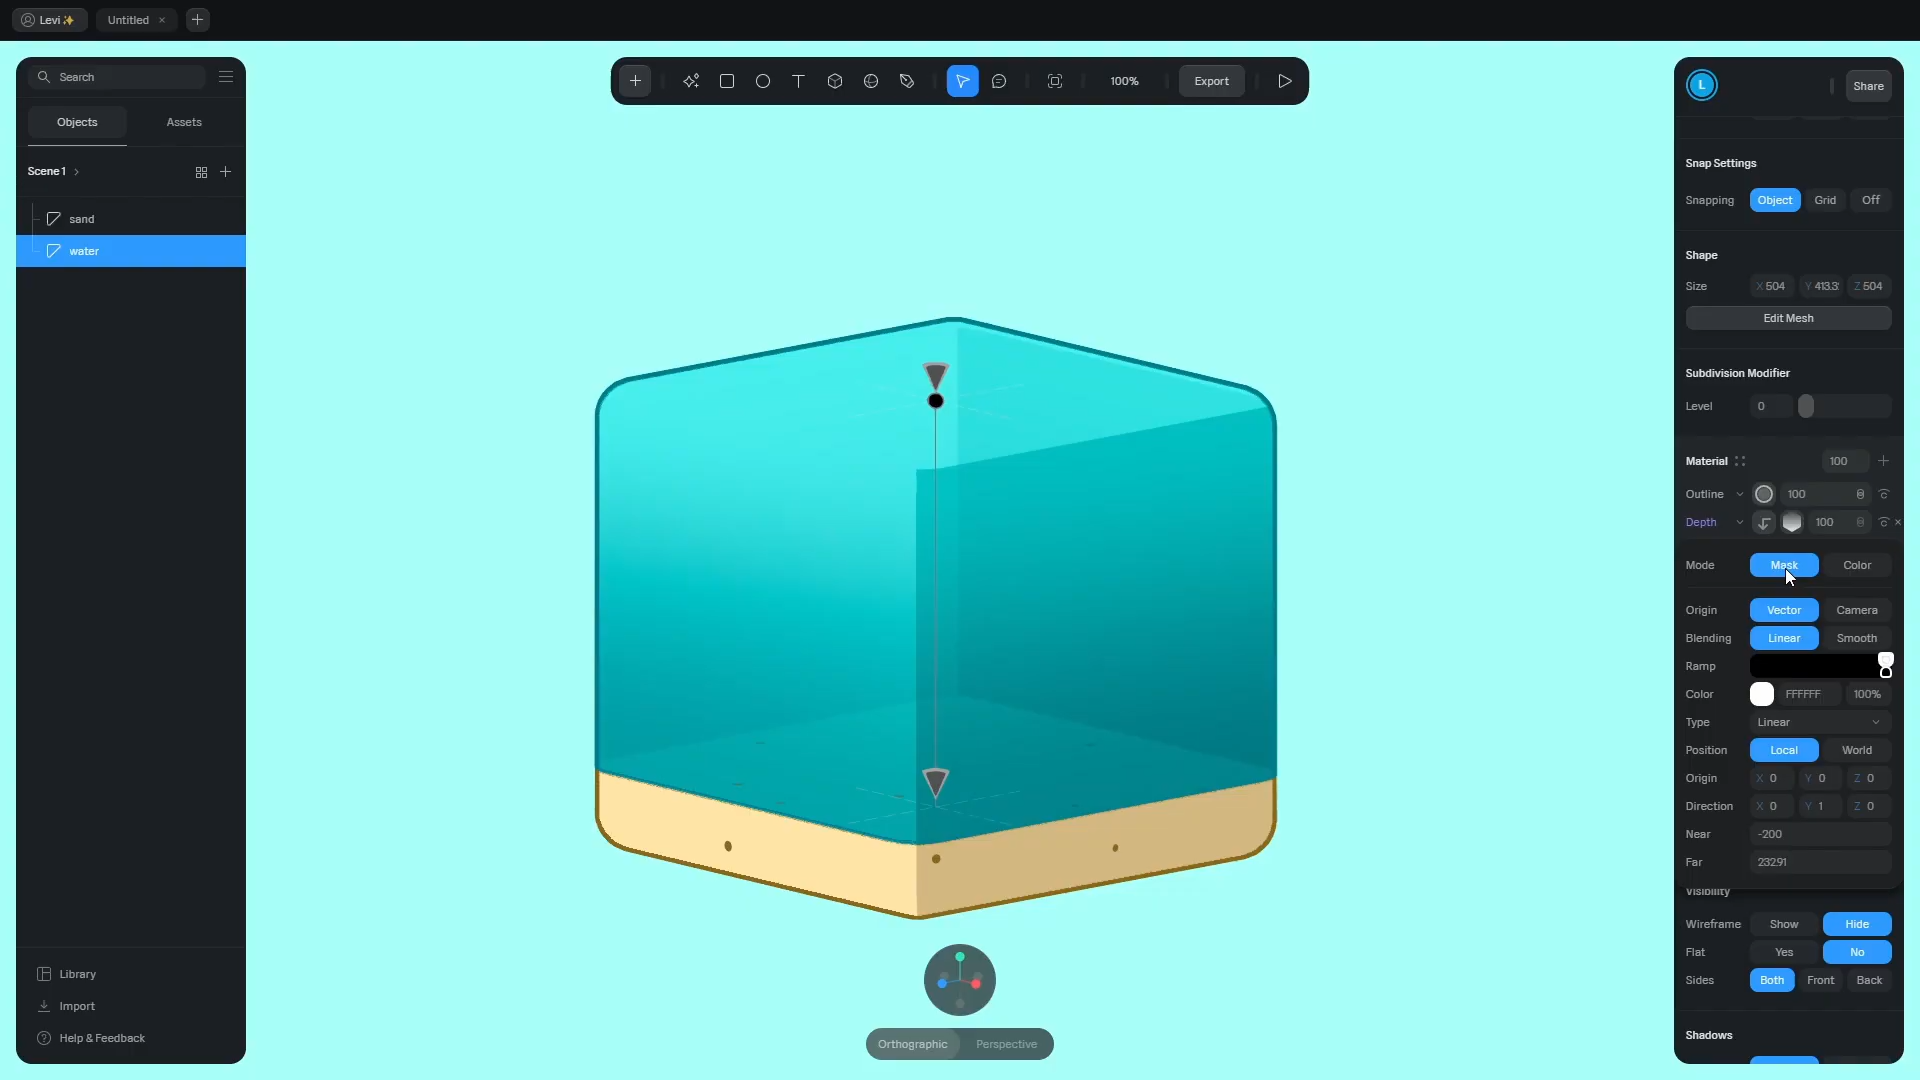 Levi✨
Untitled
Search
100%
Export
L
Share
Objects
Assets
Scene 1
sand
water
Snap Settings
Snapping Object Grid Off
Shape
Size X 504 Y 413.3 Z 504
Edit Mesh
Subdivision Modifier
Level 0
Material 100
Outline 100
Depth 100
Mode Mask Color
Origin Vector Camera
Blending Linear Smooth
Ramp
Color FFFFFF 100%
Type Linear
Position Local World
Origin X 0 Y 0 Z 0
Direction X 0 Y 1 Z 0
Near -200
Far 232.91
Visibility
Wireframe Show Hide
Flat Yes No
Sides Both Front Back
Shadows
Library
Import
Help & Feedback
Orthographic Perspective